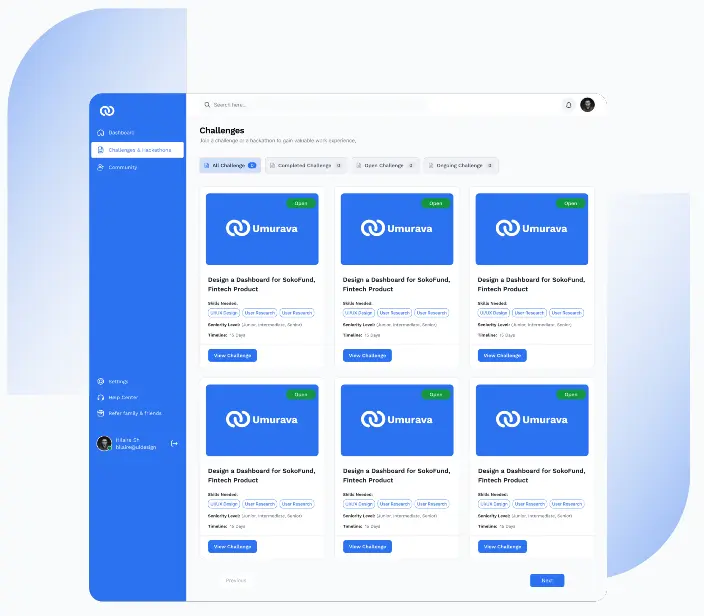 Search here..
Dashboard
Challenges & Hackathons
Community
Challenges
Join a challenge or a hackathon to gain valuable work experience,
All Challenge 0
Completed Challenge 0
Open Challenge 0
Ongoing Challenge 0
Open
Umurava
Open
Umurava
Open
Umurava
Design a Dashboard for SokoFund,
Fintech Product
Design a Dashboard for SokoFund,
Fintech Product
Design a Dashboard for SokoFund,
Fintech Product
Skills Needed:
UI/UX Design User Research User Research
Skills Needed:
UI/UX Design User Research User Research
Skills Needed:
UI/UX Design User Research User Research
Seniority Level: (Junior, Intermediate, Senior)
Seniority Level: (Junior, Intermediate, Senior)
Seniority Level: (Junior, Intermediate, Senior)
Timeline: 15 Days
Timeline: 15 Days
Timeline: 15 Days
View Challenge
View Challenge
View Challenge
Settings
Help Center
Refer family & friends
Hilaire Sh
hilaire@uidesign
Open
Umurava
Open
Umurava
Open
Umurava
Design a Dashboard for SokoFund,
Fintech Product
Design a Dashboard for SokoFund,
Fintech Product
Design a Dashboard for SokoFund,
Fintech Product
Skills Needed:
UI/UX Design User Research User Research
Skills Needed:
UI/UX Design User Research User Research
Skills Needed:
UI/UX Design User Research User Research
Seniority Level: (Junior, Intermediate, Senior)
Seniority Level: (Junior, Intermediate, Senior)
Seniority Level: (Junior, Intermediate, Senior)
Timeline: 15 Days
Timeline: 15 Days
Timeline: 15 Days
View Challenge
View Challenge
View Challenge
Previous
Next